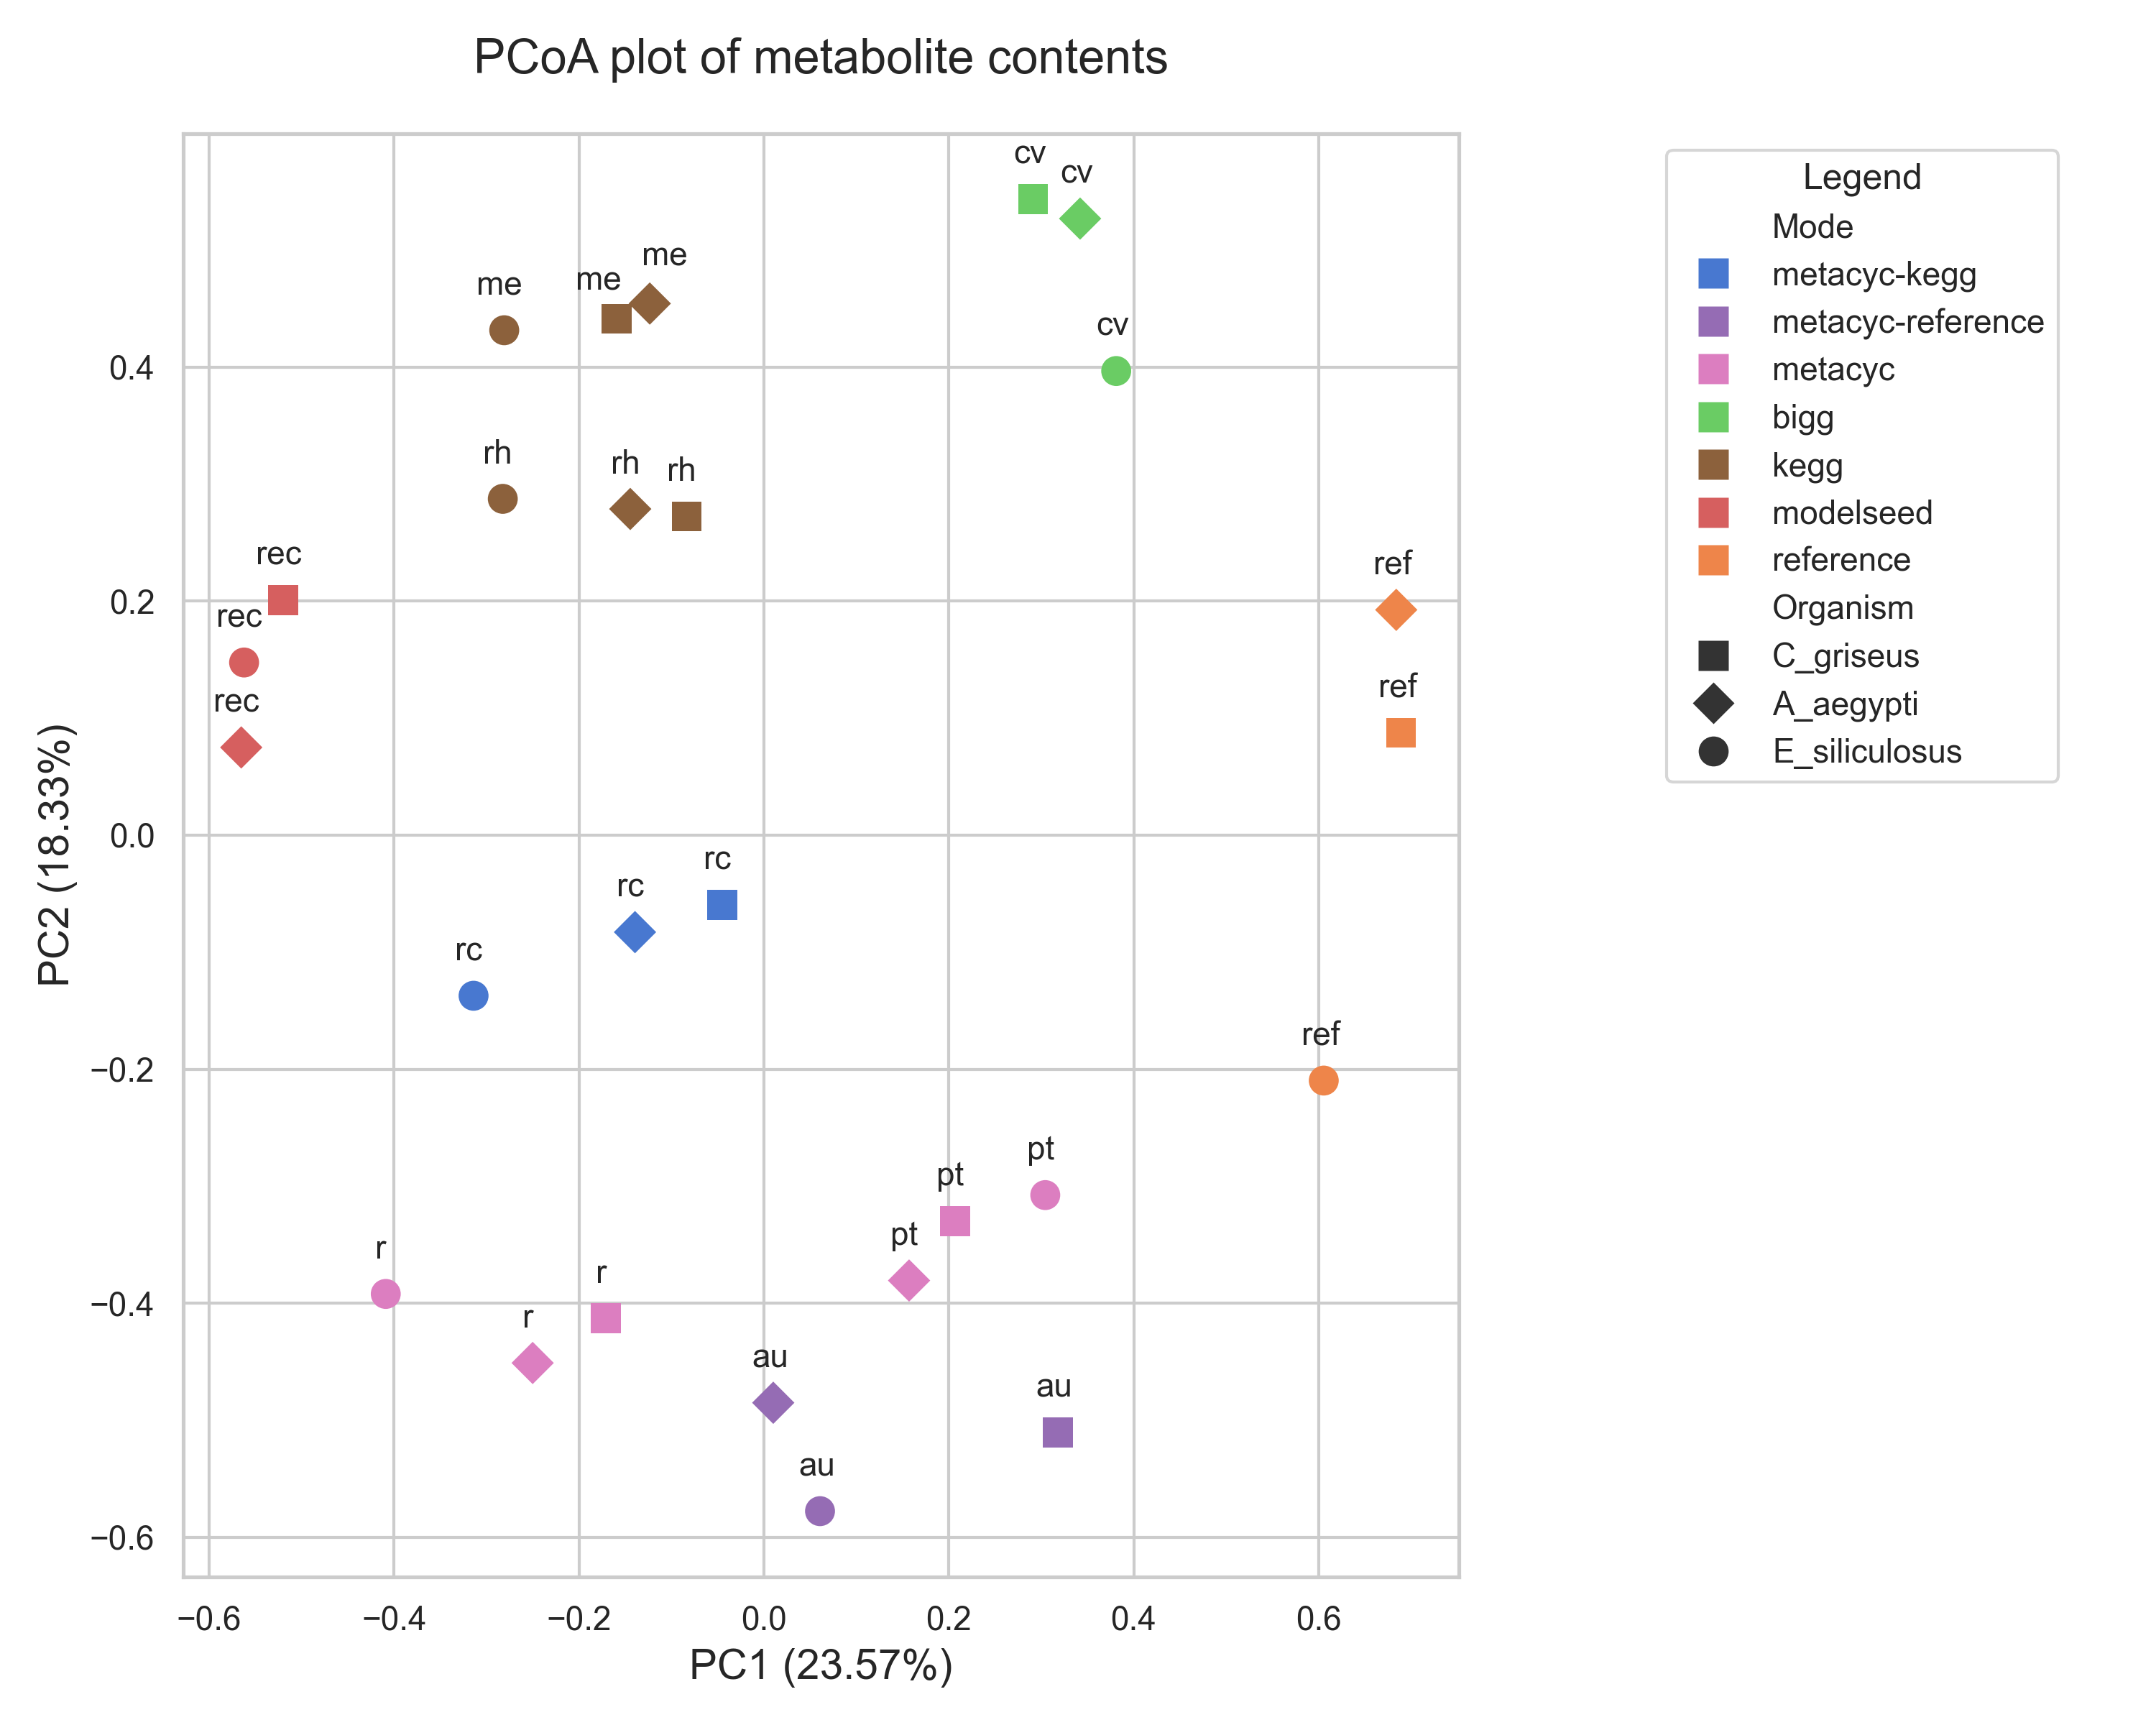 PCoA plot of metabolite contents
cv
cv
me
me
me
cv
rh
rh
rh
rec
rec
rec
ref
ref
rc
rc
rc
ref
pt
pt
pt
r
r
r
au
au
au
0.4
0.2
0.0
−0.2
−0.4
−0.6
PC2 (18.33%)
−0.6
−0.4
−0.2
0.0
0.2
0.4
0.6
PC1 (23.57%)
Legend
Mode
metacyc-kegg
metacyc-reference
metacyc
bigg
kegg
modelseed
reference
Organism
C_griseus
A_aegypti
E_siliculosus